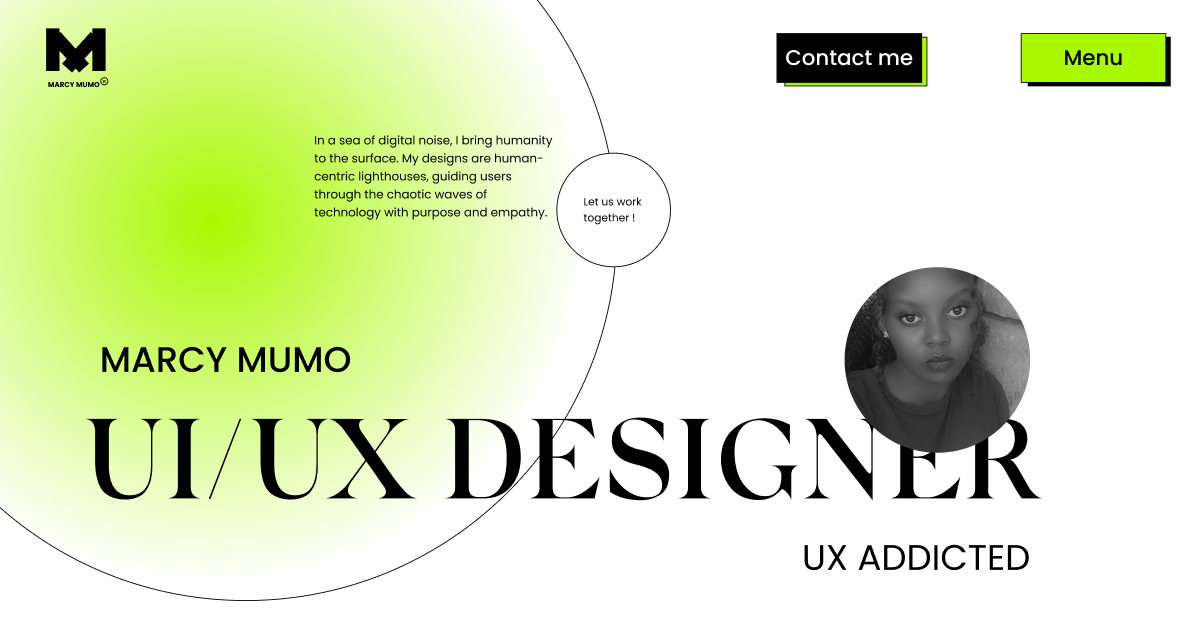 MARCY MUMO ®
Contact me
Menu
In a sea of digital noise, I bring humanity
to the surface. My designs are human-
centric lighthouses, guiding users
through the chaotic waves of
technology with purpose and empathy.
Let us work
together !
MARCY MUMO
UI/UX DESIGNER
UX ADDICTED